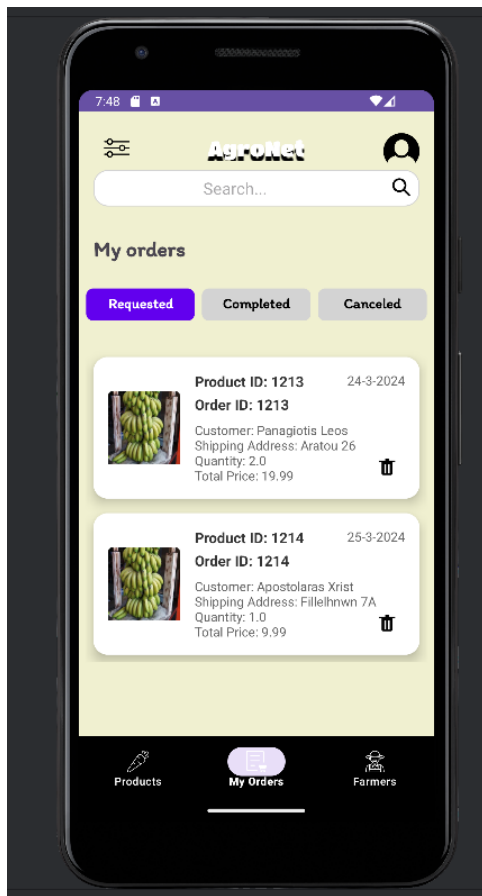 7:48
AgroNet
Search...
My orders
Requested Completed Canceled
Product ID: 1213 24-3-2024
Order ID: 1213
Customer: Panagiotis Leos
Shipping Address: Aratou 26
Quantity: 2.0
Total Price: 19.99
Product ID: 1214 25-3-2024
Order ID: 1214
Customer: Apostolaras Xrist
Shipping Address: Fillelhnwn 7A
Quantity: 1.0
Total Price: 9.99
Products My Orders Farmers